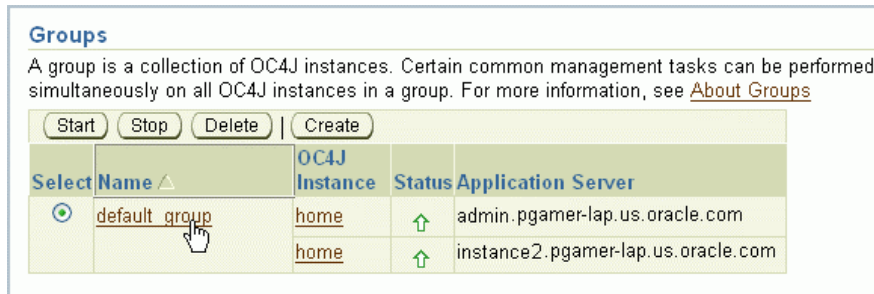 Groups
A group is a collection of OC4J instances. Certain common management tasks can be performed
simultaneously on all OC4J instances in a group. For more information, see About Groups
Start Stop Delete | Create
Select Name OC4J Instance Status Application Server
default_group home admin.pgamer-lap.us.oracle.com
home instance2.pgamer-lap.us.oracle.com